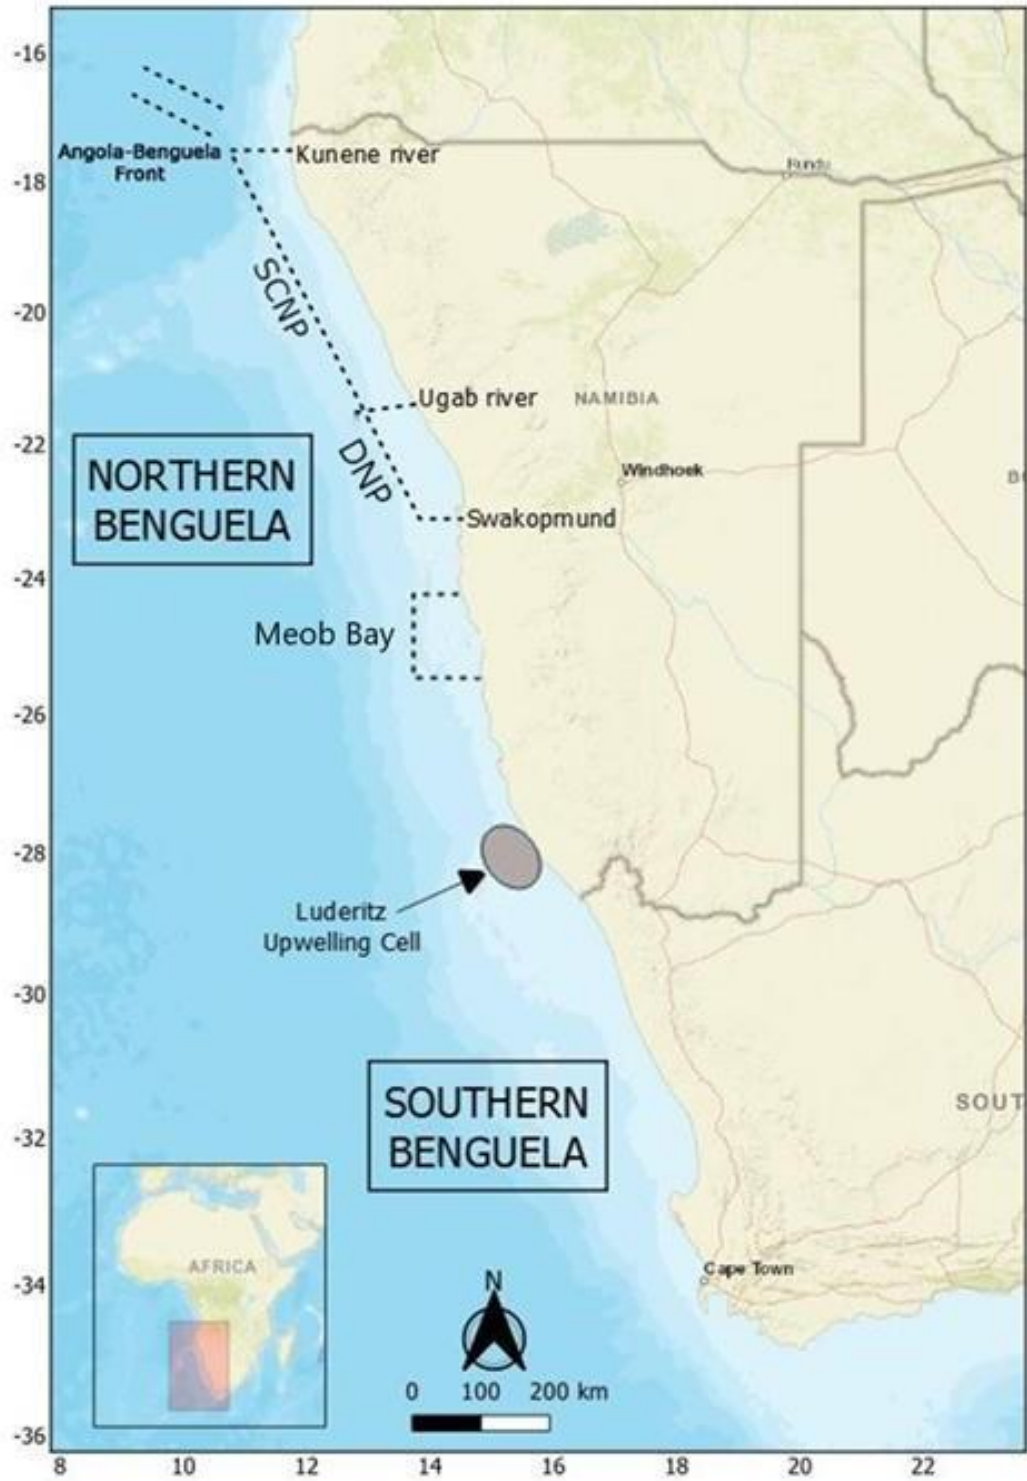 -16
-18
-20
-22
-24
-26
-28
-30
-32
-34
-36
Angola-Benguela
Front
Kunene river
Rundu
SCNP
Ugab river
NAMIBIA
DNP
NORTHERN
BENGUELA
Windhoek
Swakopmund
Meob Bay
Luderitz
Upwelling Cell
SOUTHERN
BENGUELA
SOUT
AFRICA
Cape Town
N
0 100 200 km
8 10 12 14 16 18 20 22